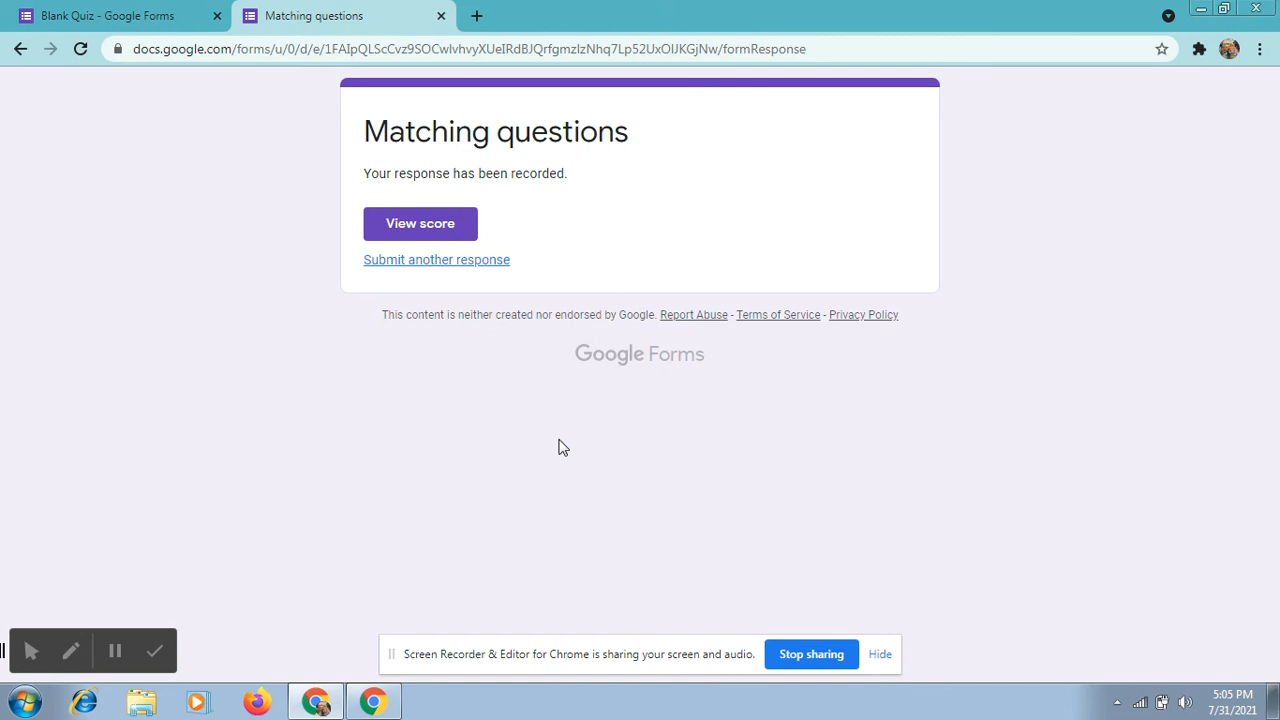 Blank Quiz - Google Forms
Matching questions
docs.google.com/forms/u/0/d/e/1FAIpQLScCvz9SOCwIvhvyXUeIRdBJQrfgmzIzNhq7Lp52UxOlJKGjNw/formResponse
Matching questions
Your response has been recorded.
View score
Submit another response
This content is neither created nor endorsed by Google. Report Abuse - Terms of Service - Privacy Policy
Google Forms
Screen Recorder & Editor for Chrome is sharing your screen and audio.
Stop sharing
Hide
5:05 PM
7/31/2021